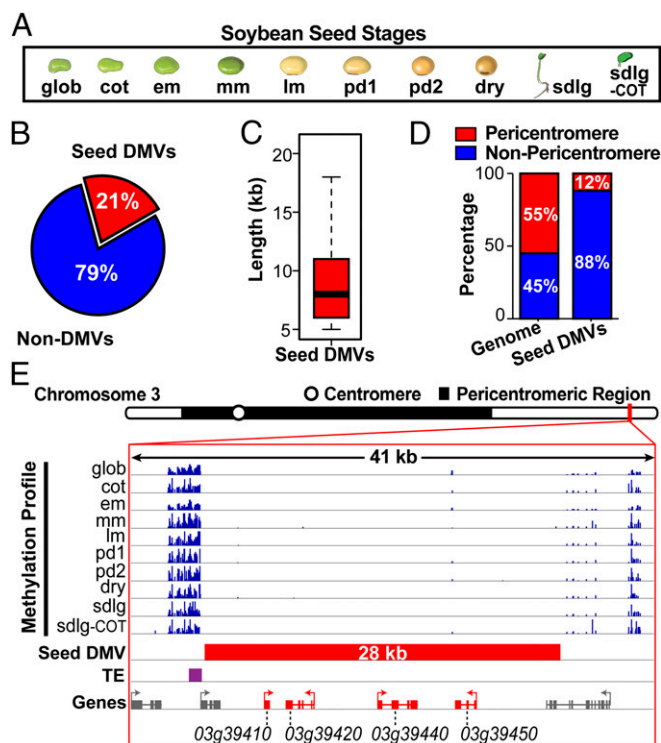 A
Soybean Seed Stages
glob cot em mm lm pd1 pd2 dry sdlg sdlg
-COT
B
Seed DMVs
21%
79%
Non-DMVs
C
Length (kb)
20
15
10
5
Seed DMVs
D
Pericentromere
Non-Pericentromere
Percentage
100
50
0
55%
45%
12%
88%
Genome
Seed DMVs
E
Chromosome 3
Centromere
Pericentromeric Region
41 kb
Methylation Profile
glob
cot
em
mm
lm
pd1
pd2
dry
sdlg
sdlg-COT
Seed DMV
28 kb
TE
Genes
03g39410 03g39420 03g39440 03g39450